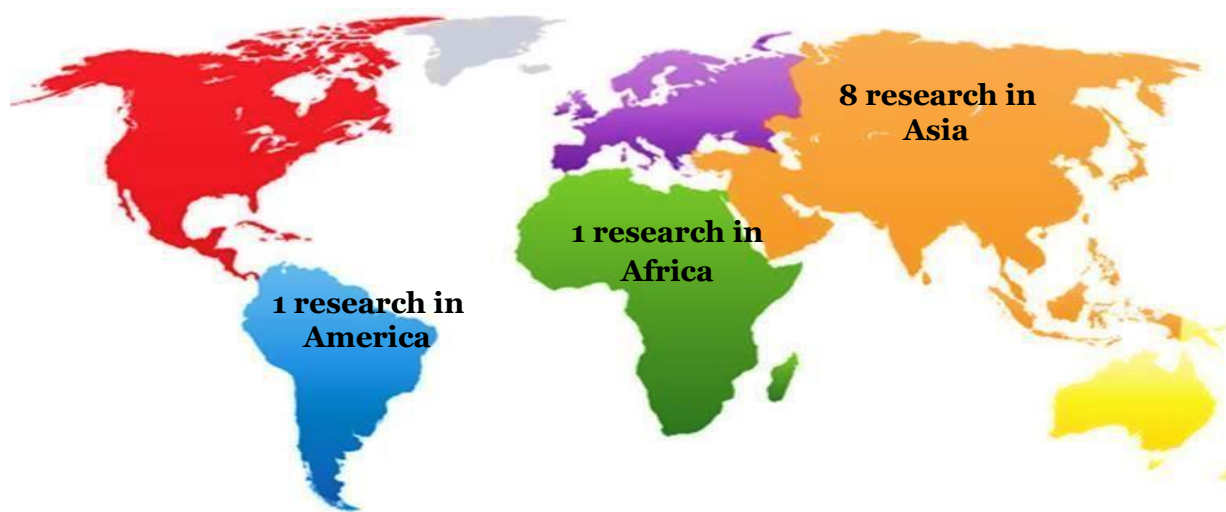 8 research in
Asia
1 research in
Africa
1 research in
America